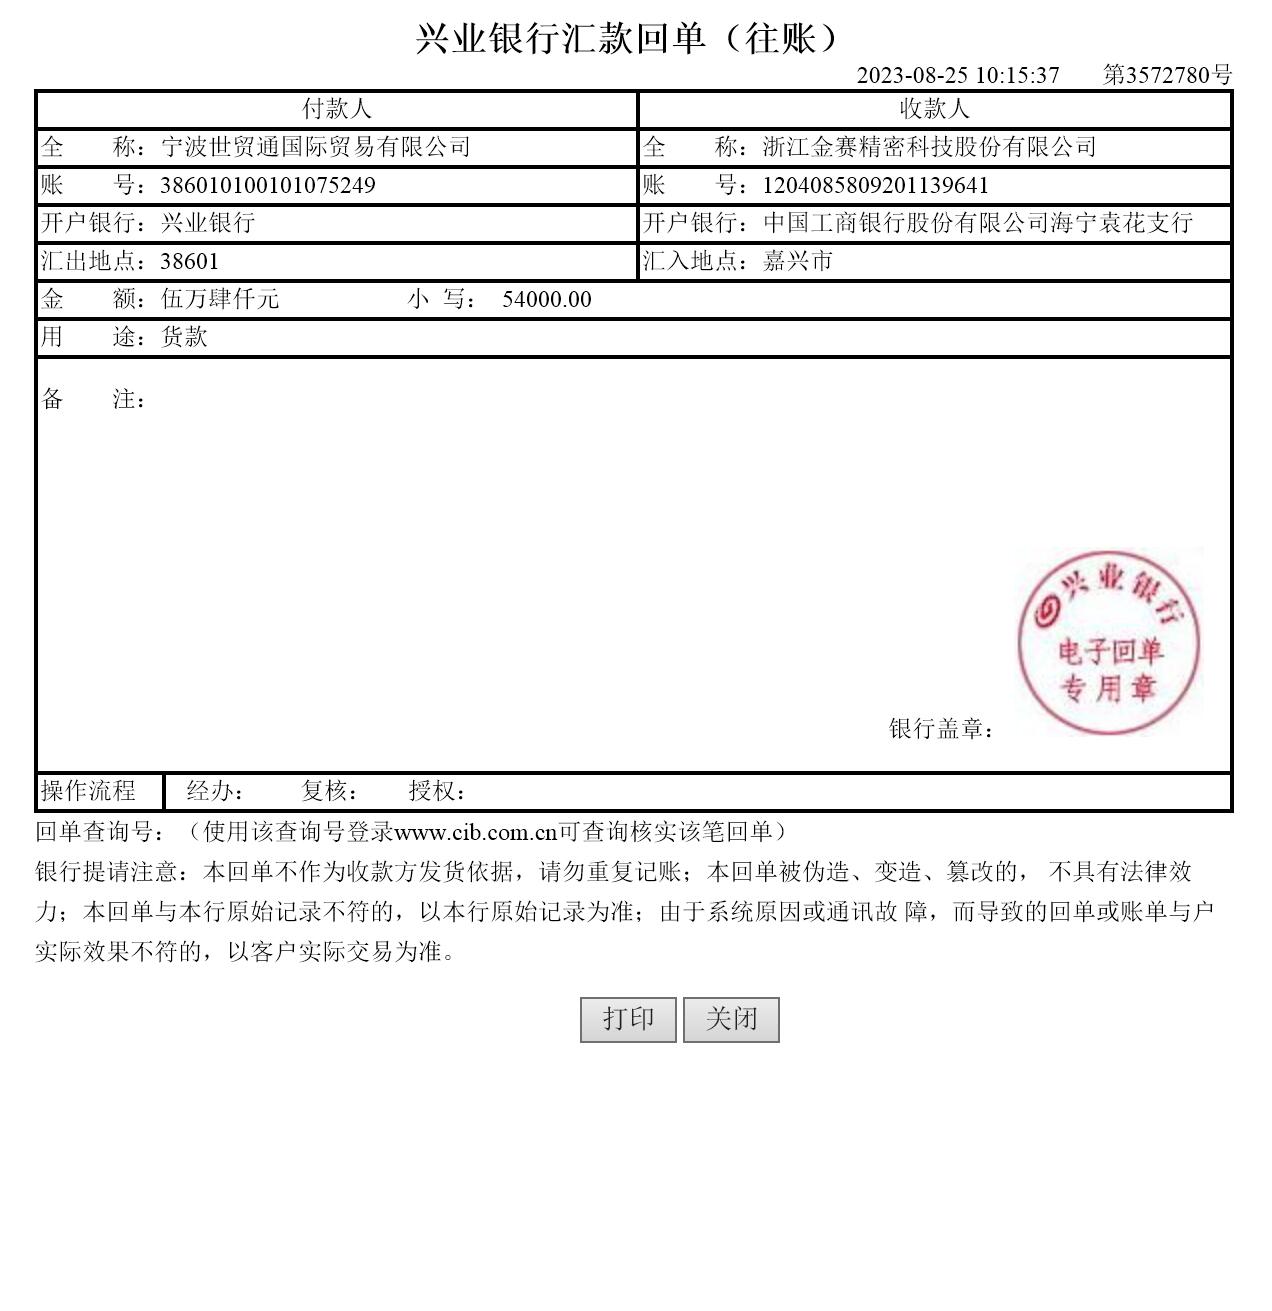 兴业银行汇款回单（往账）
2023-08-25 10:15:37 第3572780号
付款人 收款人
全 称：宁波世贸通国际贸易有限公司 全 称：浙江金赛精密科技股份有限公司
账 号：386010100101075249 账 号：1204085809201139641
开户银行：兴业银行 开户银行：中国工商银行股份有限公司海宁袁花支行
汇出地点：38601 汇入地点：嘉兴市
金 额：伍万肆仟元 小 写： 54000.00
用 途：货款
备 注：
兴业银行
电子回单
专用章
银行盖章：
操作流程 经办： 复核： 授权：
回单查询号：（使用该查询号登录www.cib.com.cn可查询核实该笔回单）
银行提请注意：本回单不作为收款方发货依据，请勿重复记账；本回单被伪造、变造、篡改的， 不具有法律效
力；本回单与本行原始记录不符的，以本行原始记录为准；由于系统原因或通讯故 障，而导致的回单或账单与户
实际效果不符的，以客户实际交易为准。
打印 关闭